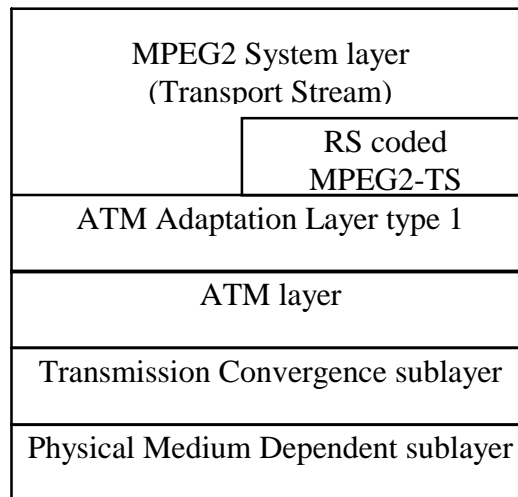 MPEG2 System layer
(Transport Stream)
RS coded
MPEG2-TS
ATM Adaptation Layer type 1
ATM layer
Transmission Convergence sublayer
Physical Medium Dependent sublayer